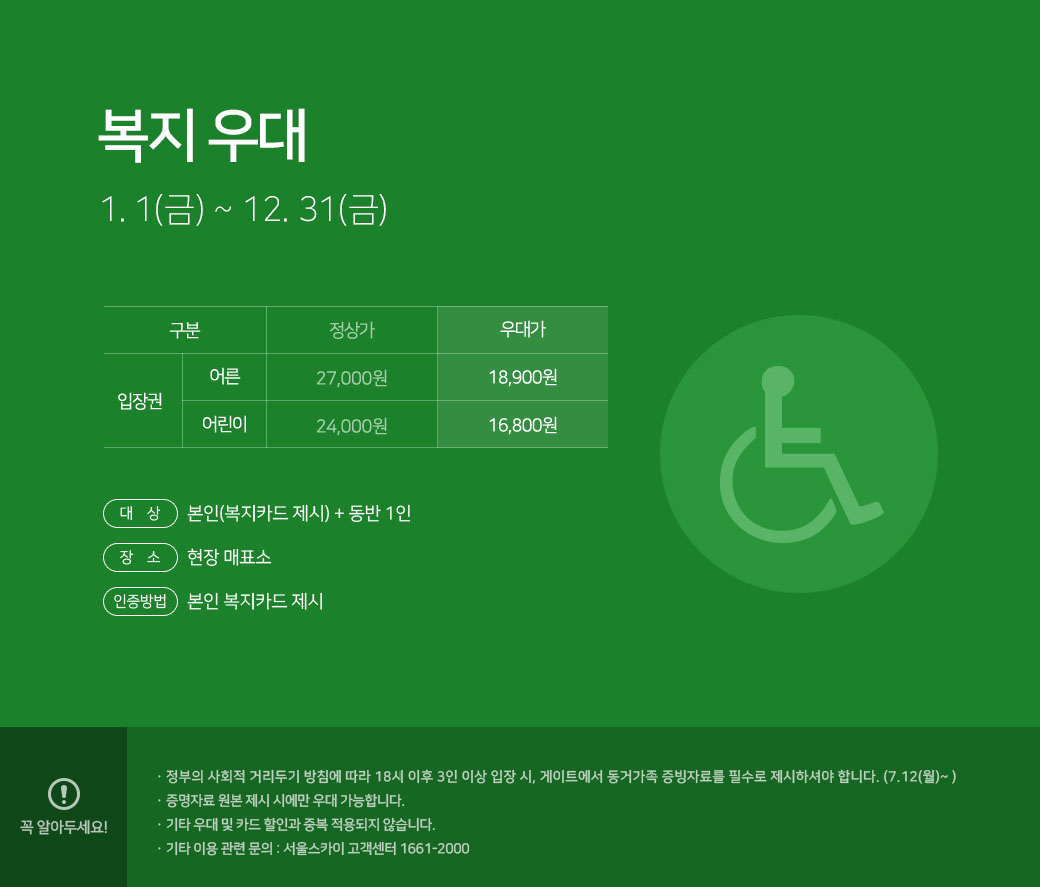 복지 우대
1. 1(금) ~ 12. 31(금)
구분 정상가 우대가
입장권 어른 27,000원 18,900원
어린이 24,000원 16,800원
대 상 본인(복지카드 제시) + 동반 1인
장 소 현장 매표소
인증방법 본인 복지카드 제시
꼭 알아두세요!
· 정부의 사회적 거리두기 방침에 따라 18시 이후 3인 이상 입장 시, 게이트에서 동거가족 증빙자료를 필수로 제시하셔야 합니다. (7.12(월)~ )
· 증명자료 원본 제시 시에만 우대 가능합니다.
· 기타 우대 및 카드 할인과 중복 적용되지 않습니다.
· 기타 이용 관련 문의 : 서울스카이 고객센터 1661-2000